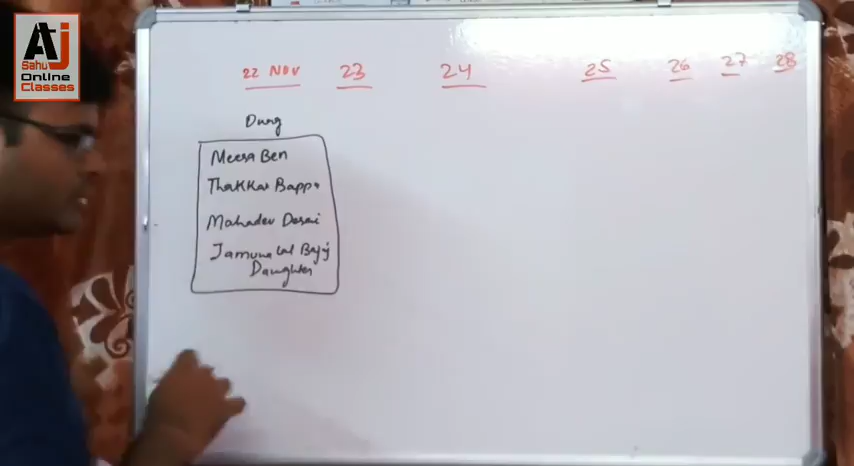 AJ
Sahu
Online
Classes
22 NOV 23 24 25 26 27 28
Durg
Meera Ben
Thakkar Bappa
Mahadev Desai
Jamuna Lal Bajaj
Daughter